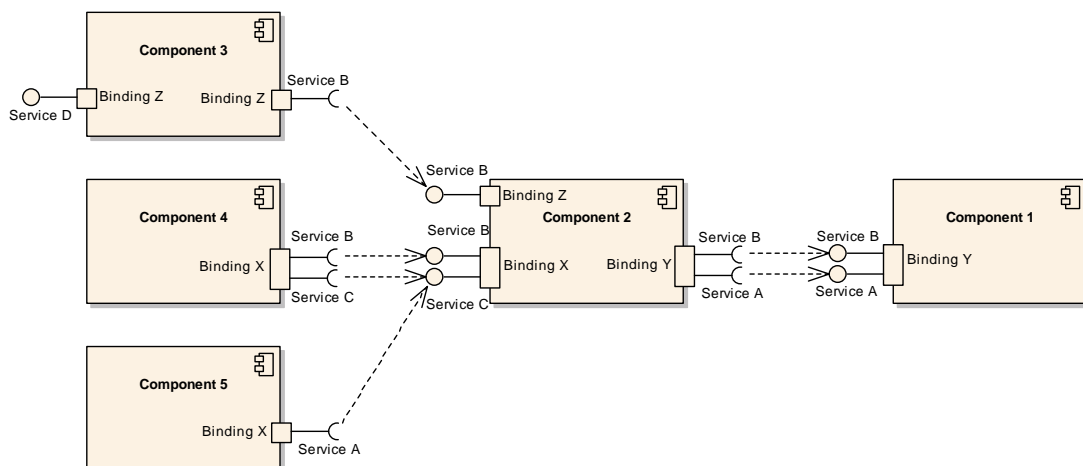 Component 3
Service B
Binding Z
Binding Z
Service D
Service B
Binding Z
Component 4
Component 2
Component 1
Service B
Service B
Service B
Service B
Binding X
Binding X
Binding Y
Binding Y
Service C
Service C
Service A
Service A
Component 5
Binding X
Service A